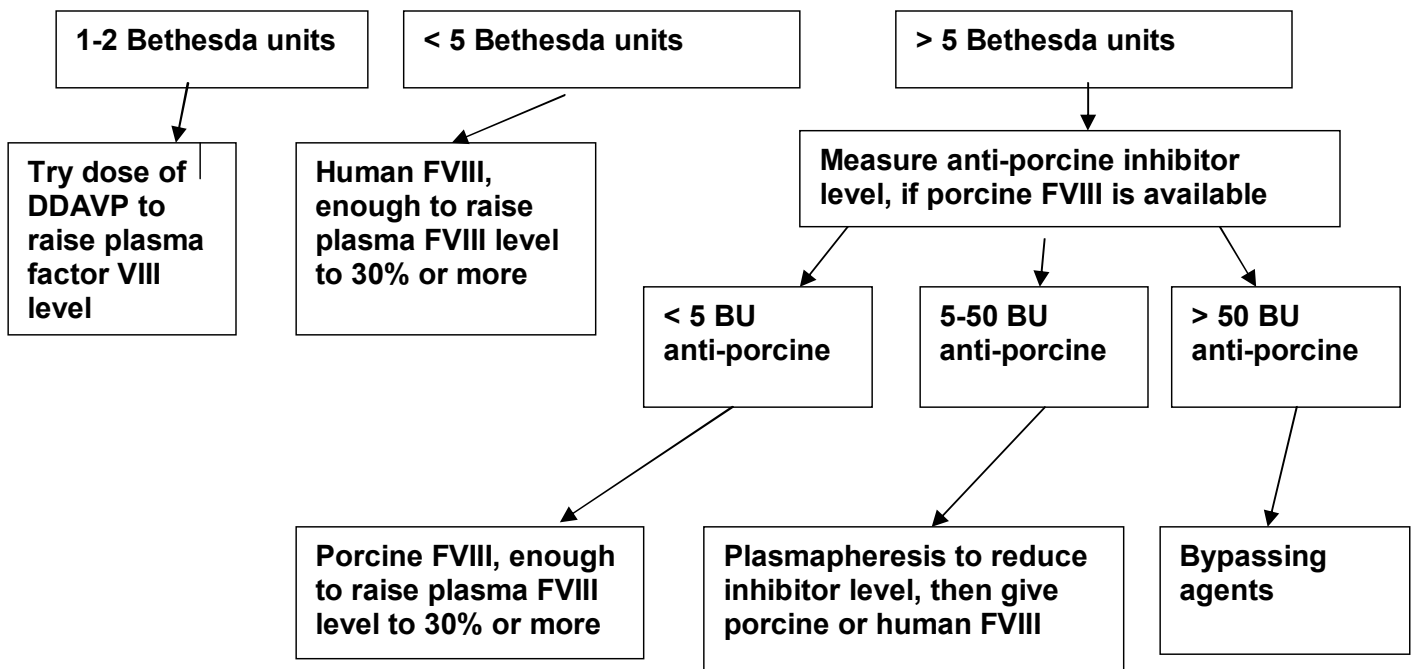 1-2 Bethesda units
< 5 Bethesda units
> 5 Bethesda units
Try dose of
DDAVP to
raise plasma
factor VIII
level
Human FVIII,
enough to raise
plasma FVIII level
to 30% or more
Measure anti-porcine inhibitor
level, if porcine FVIII is available
< 5 BU
anti-porcine
5-50 BU
anti-porcine
> 50 BU
anti-porcine
Porcine FVIII, enough
to raise plasma FVIII
level to 30% or more
Plasmapheresis to reduce
inhibitor level, then give
porcine or human FVIII
Bypassing
agents